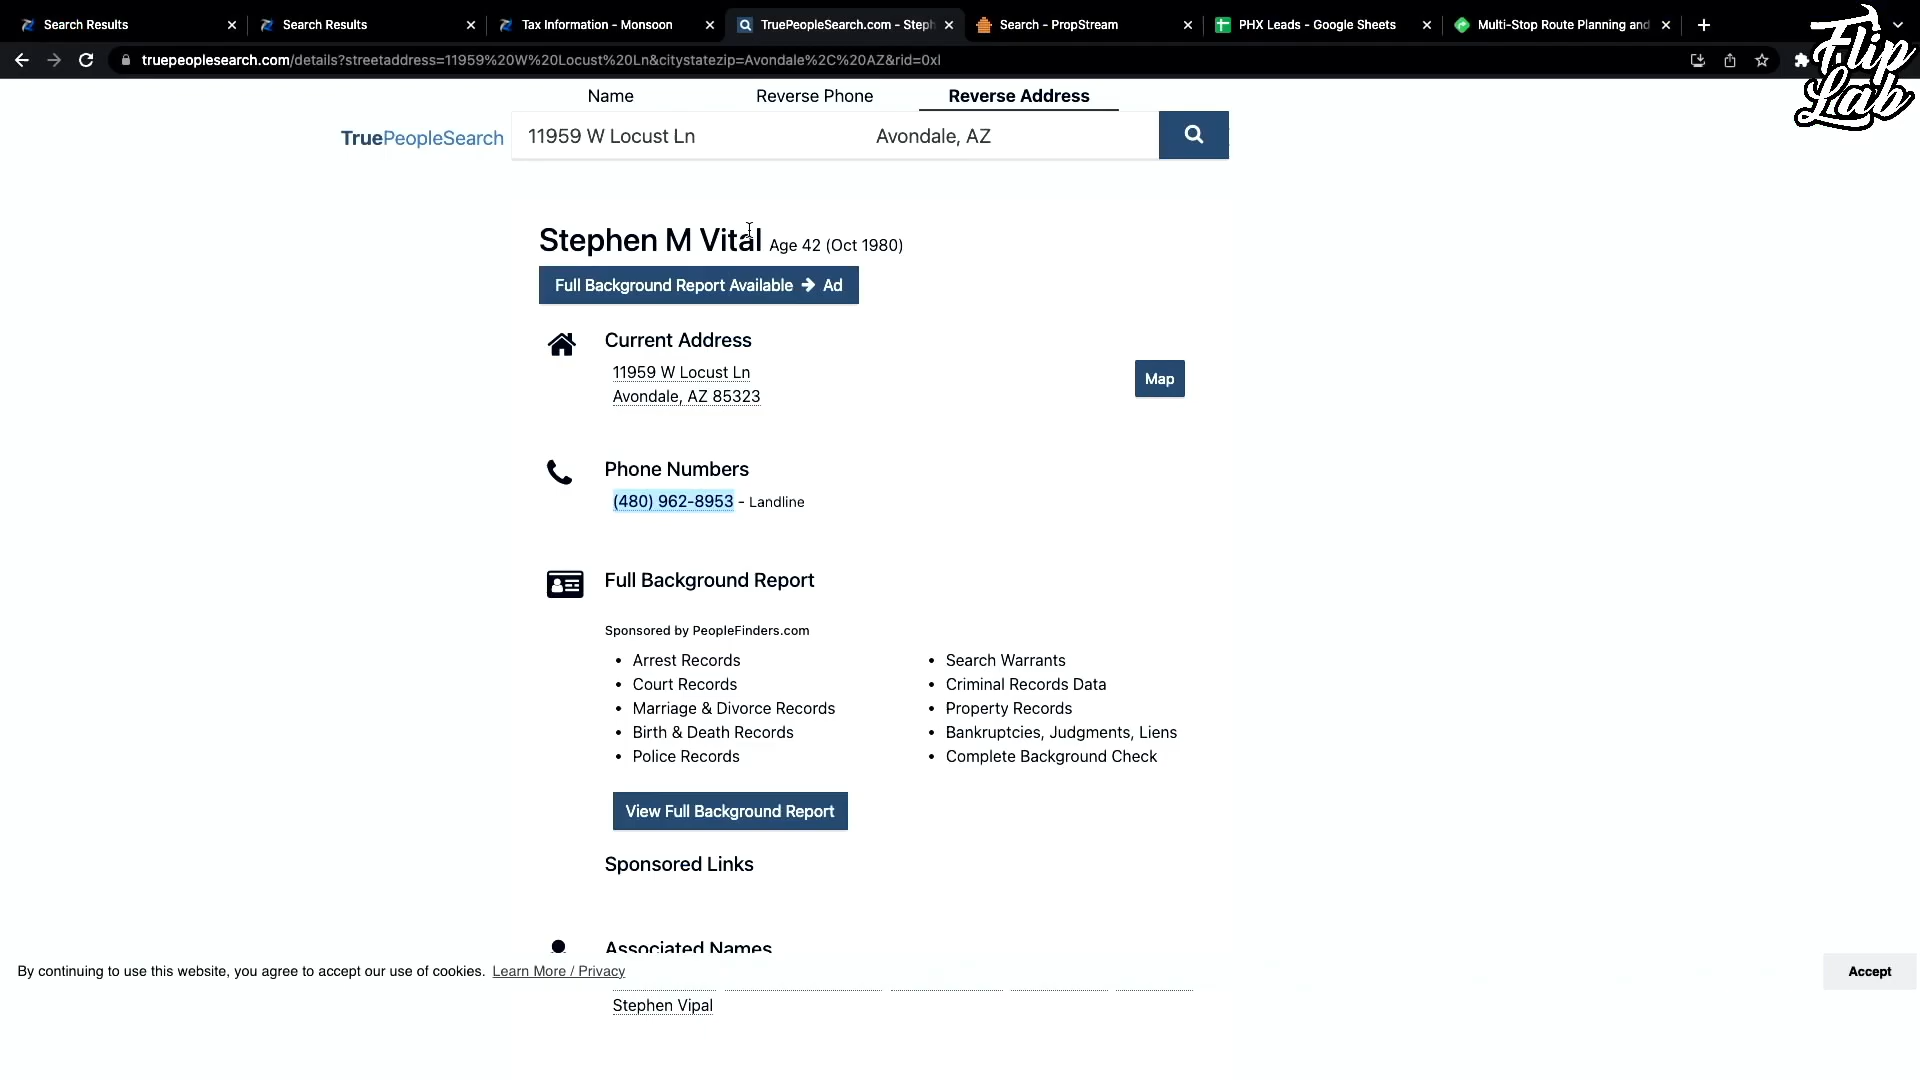 Search Results
Search Results
Tax Information - Monsoon
TruePeopleSearch.com - Steph
Search - PropStream
PHX Leads - Google Sheets
Multi-Stop Route Planning and
truepeoplesearch.com/details?streetaddress=11959%20W%20Locust%20Ln&citystatezip=Avondale%2C%20AZ&rid=0xl
Flip
Lab
Name Reverse Phone Reverse Address
TruePeopleSearch 11959 W Locust Ln Avondale, AZ
Stephen M Vital Age 42 (Oct 1980)
Full Background Report Available Ad
Current Address
11959 W Locust Ln
Avondale, AZ 85323
Map
Phone Numbers
(480) 962-8953 - Landline
Full Background Report
Sponsored by PeopleFinders.com
• Arrest Records
• Court Records
• Marriage & Divorce Records
• Birth & Death Records
• Police Records
• Search Warrants
• Criminal Records Data
• Property Records
• Bankruptcies, Judgments, Liens
• Complete Background Check
View Full Background Report
Sponsored Links
Associated Names
By continuing to use this website, you agree to accept our use of cookies. Learn More / Privacy
Accept
Stephen Vipal